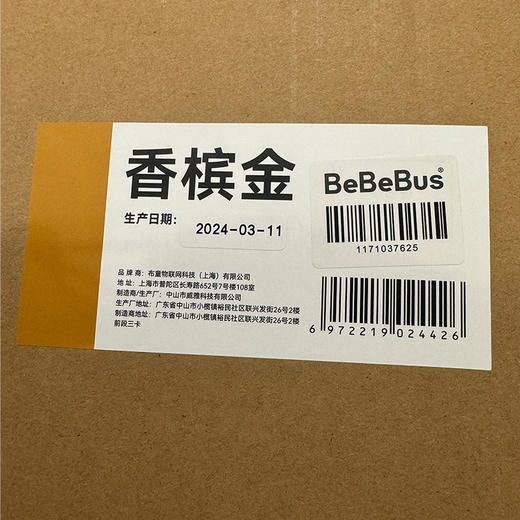 香槟金
生产日期: 2024-03-11
BeBeBus®
1171037625
品 牌 商: 布童物联网科技(上海)有限公司
地 址: 上海市普陀区长寿路652号7号楼108室
制造商/生产厂: 中山市威雅科技有限公司
生产厂地址: 广东省中山市小榄镇裕民社区联兴发街26号2楼
制造商地址: 广东省中山市小榄镇裕民社区联兴发街26号2楼
前段三卡
6 972219 024426